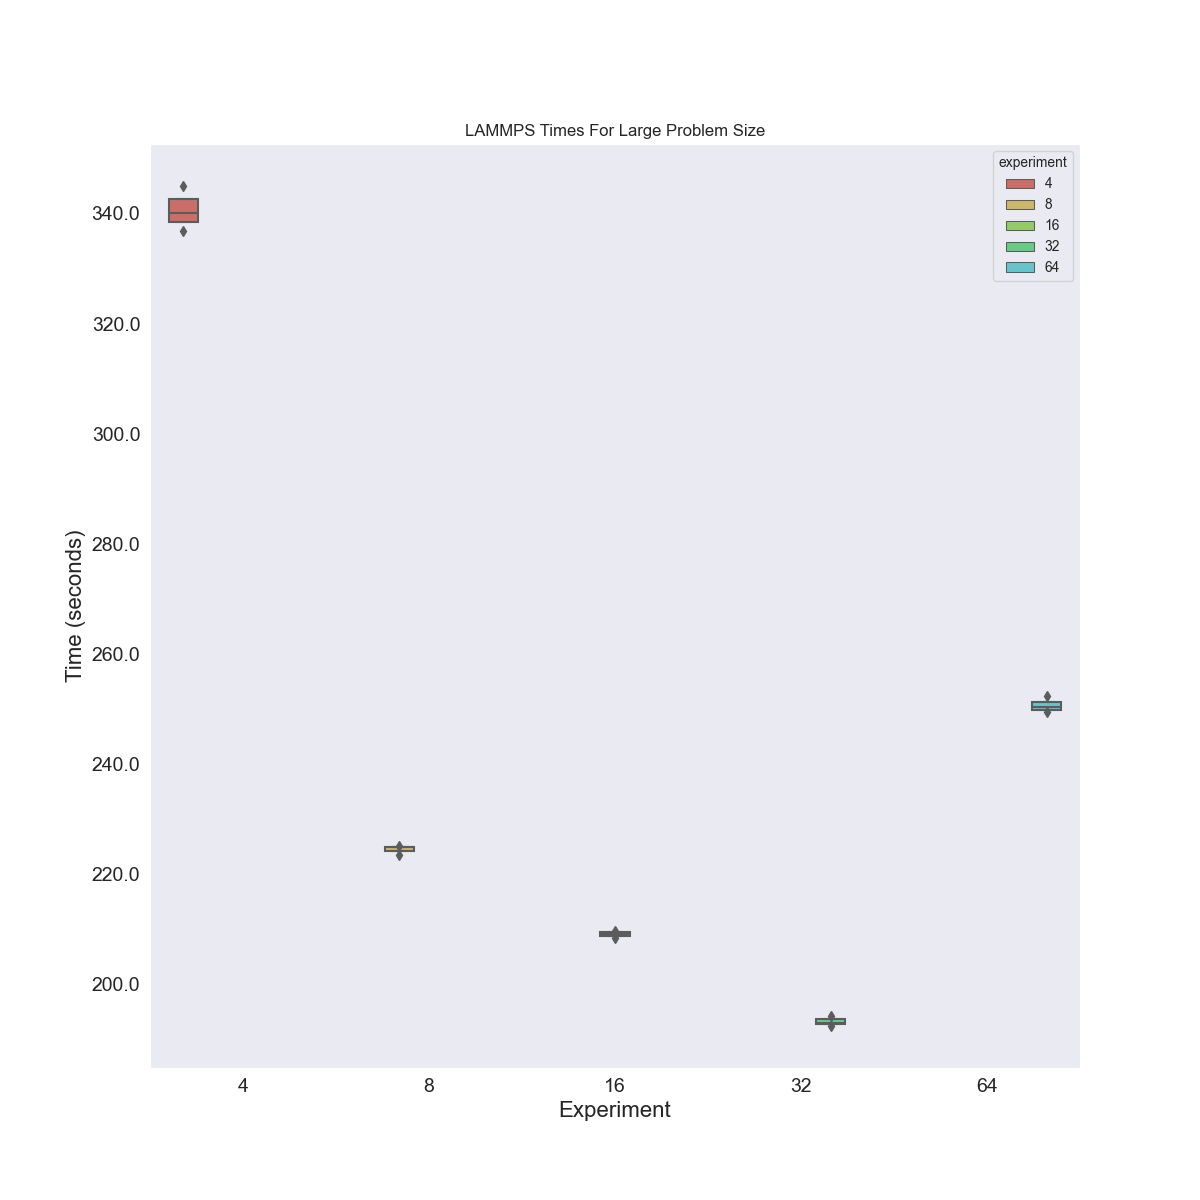 LAMMPS Times For Large Problem Size
experiment
4
8
16
32
64
340.0
320.0
300.0
280.0
260.0
240.0
220.0
200.0
Time (seconds)
4 8 16 32 64
Experiment